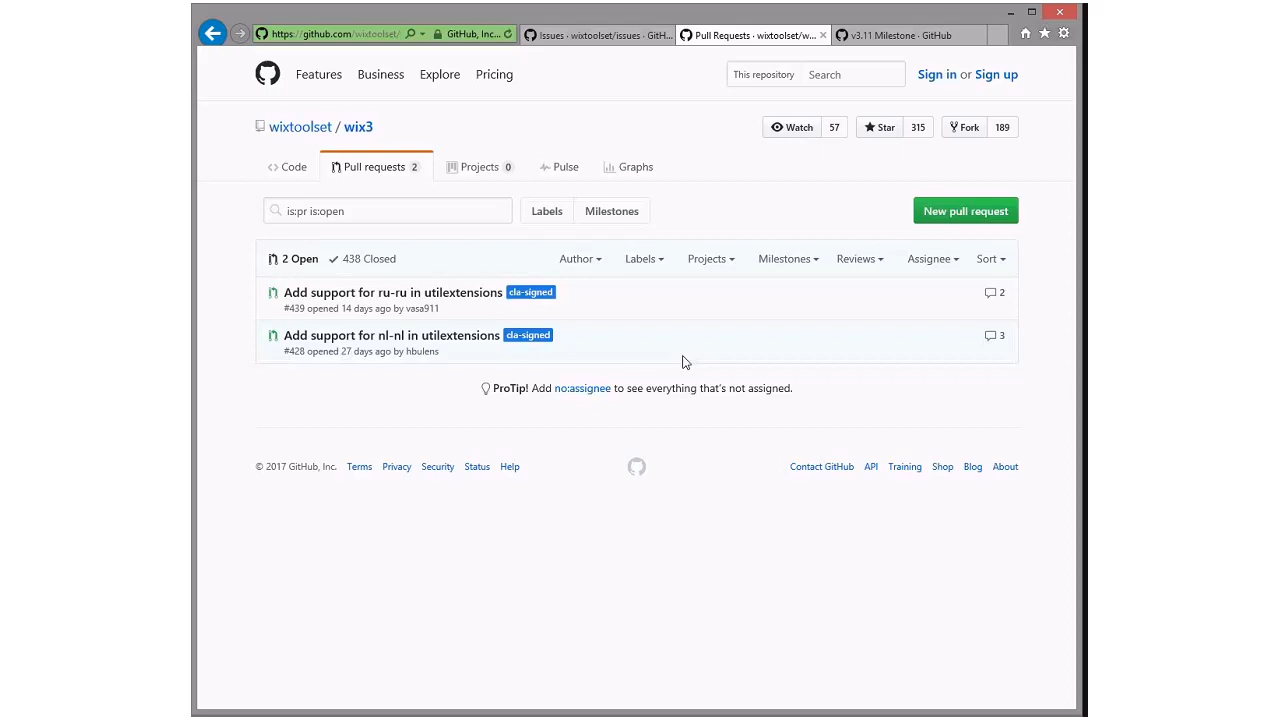 https://github.com/wixtoolset/ GitHub, Inc... Issues · wixtoolset/issues · GitH... Pull Requests · wixtoolset/w... v3.11 Milestone · GitHub
Features Business Explore Pricing This repository Search Sign in or Sign up
wixtoolset / wix3 Watch 57 Star 315 Fork 189
Code Pull requests 2 Projects 0 Pulse Graphs
is:pr is:open Labels Milestones New pull request
2 Open 438 Closed Author Labels Projects Milestones Reviews Assignee Sort
Add support for ru-ru in utilextensions cla-signed 2
#439 opened 14 days ago by vasa911
Add support for nl-nl in utilextensions cla-signed 3
#428 opened 27 days ago by hbulens
ProTip! Add no:assignee to see everything that's not assigned.
© 2017 GitHub, Inc. Terms Privacy Security Status Help Contact GitHub API Training Shop Blog About